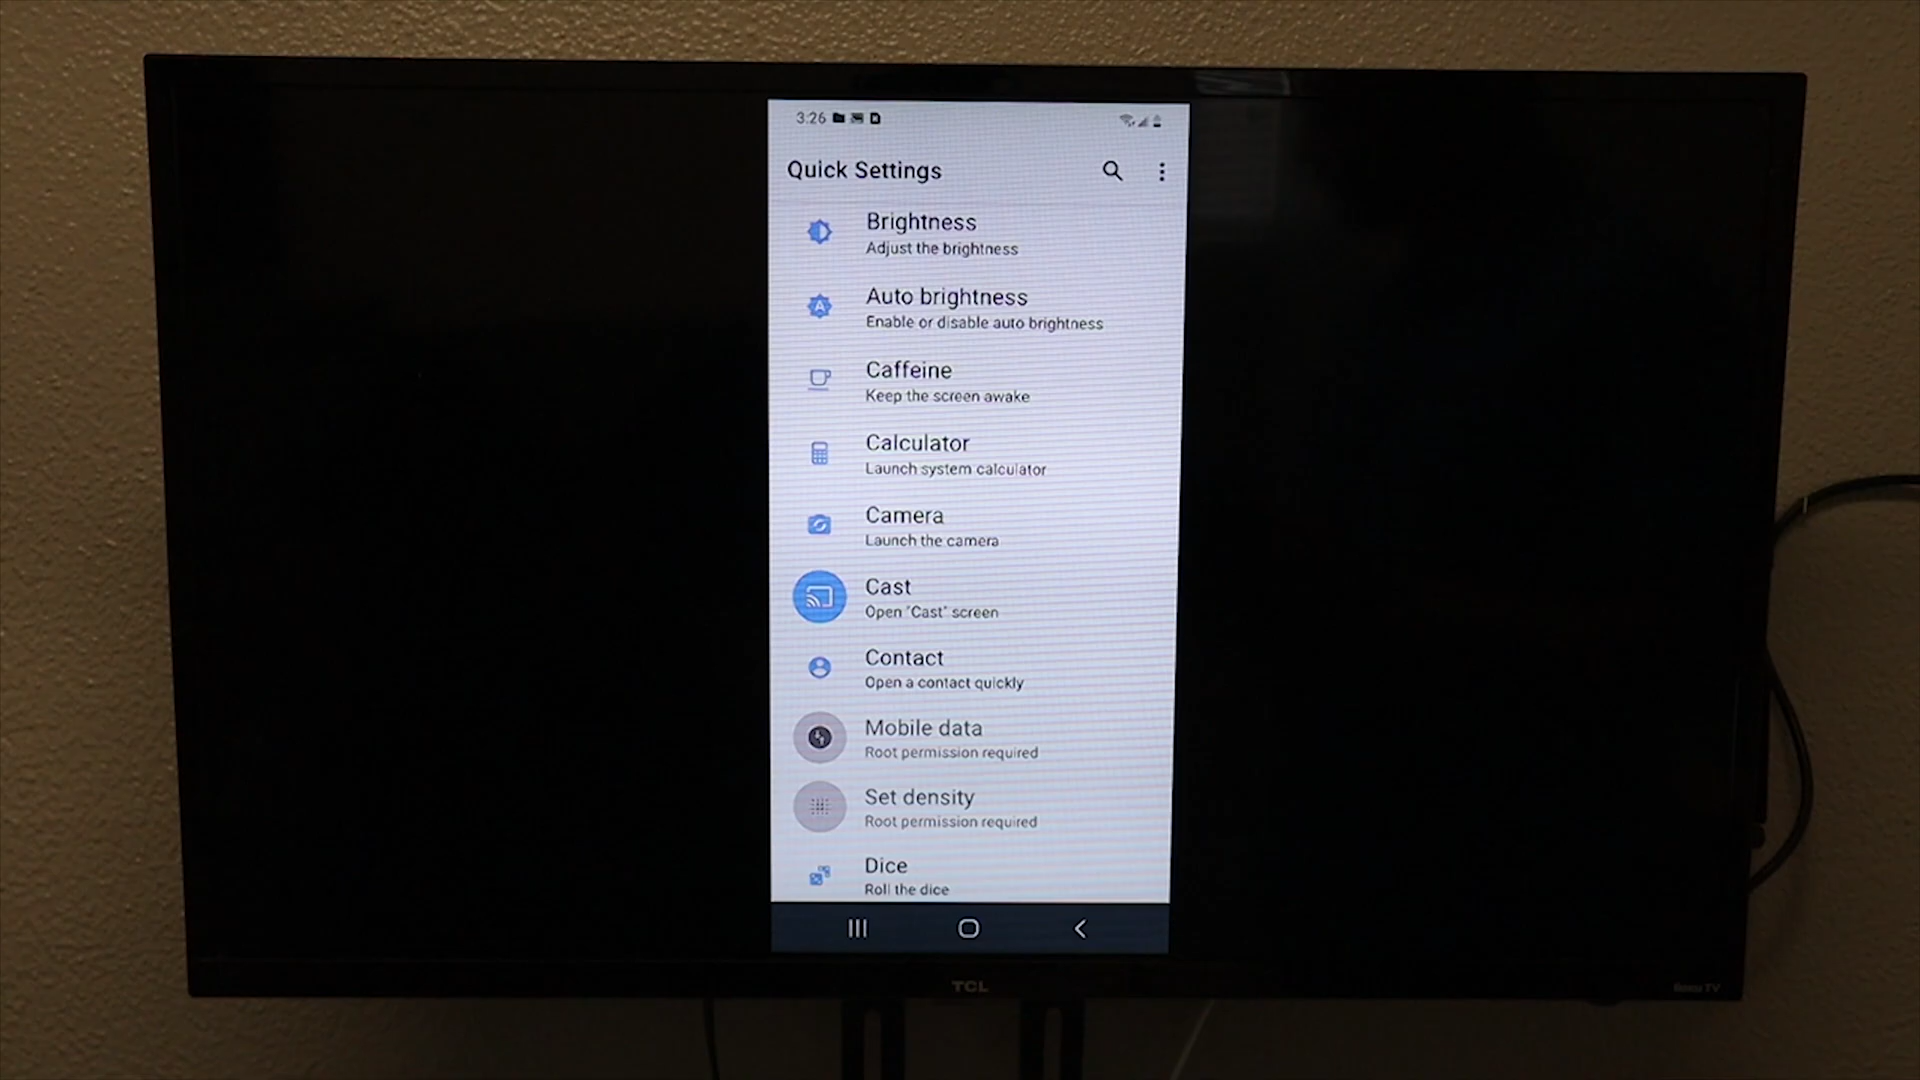 3:26
Quick Settings
Brightness
Adjust the brightness
Auto brightness
Enable or disable auto brightness
Caffeine
Keep the screen awake
Calculator
Launch system calculator
Camera
Launch the camera
Cast
Open "Cast" screen
Contact
Open a contact quickly
Mobile data
Root permission required
Set density
Root permission required
Dice
Roll the dice
TCL
Roku TV